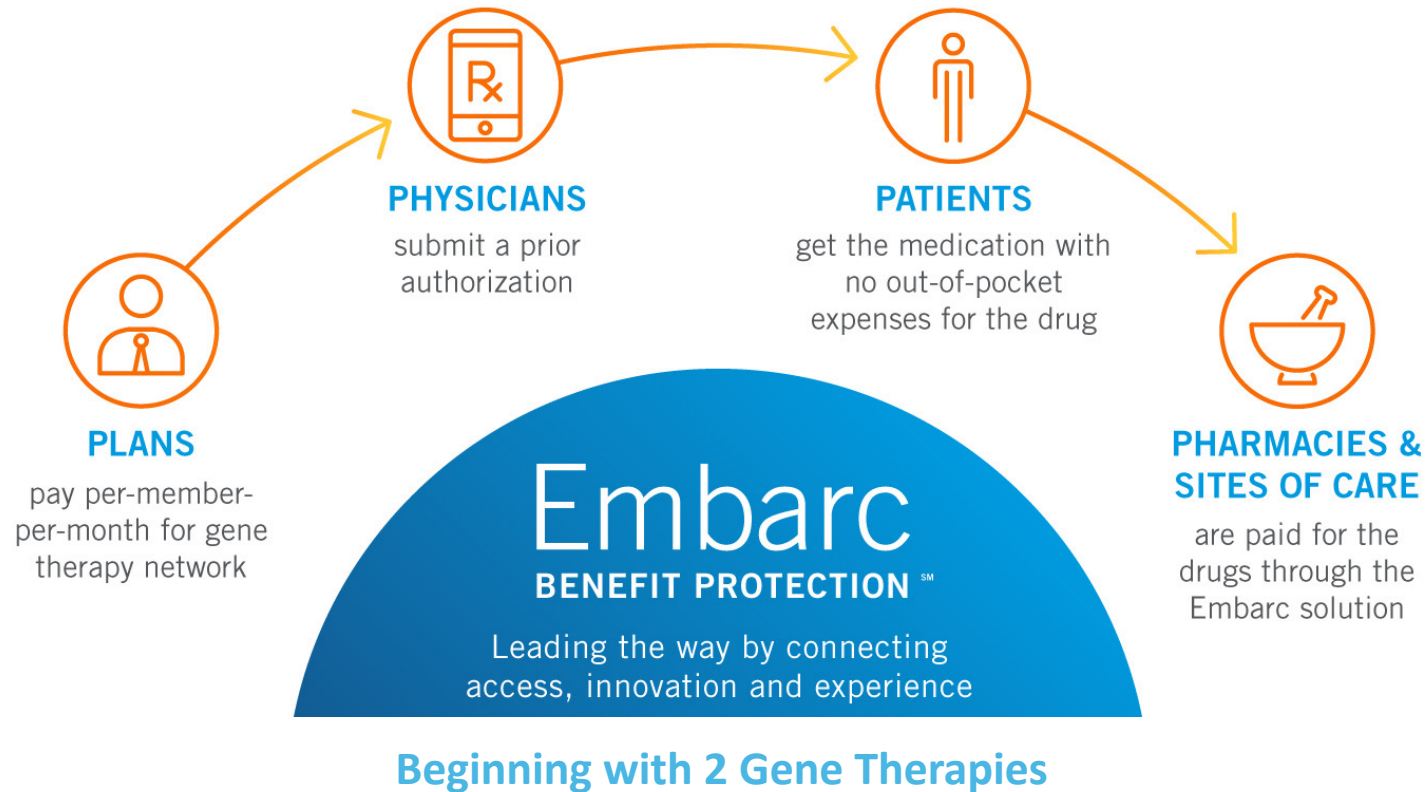 Rx
PHYSICIANS
submit a prior
authorization
PATIENTS
get the medication with
no out-of-pocket
expenses for the drug
PLANS
pay per-member-
per-month for gene
therapy network
PHARMACIES &
SITES OF CARE
are paid for the
drugs through the
Embarc solution
Embarc
BENEFIT PROTECTION ℠
Leading the way by connecting
access, innovation and experience
Beginning with 2 Gene Therapies